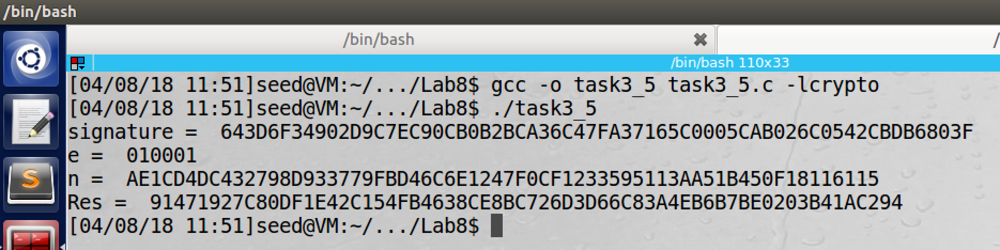 /bin/bash
/bin/bash
/bin/bash 110x33
[04/08/18 11:51]seed@VM:~/.../Lab8$ gcc -o task3_5 task3_5.c -lcrypto
[04/08/18 11:51]seed@VM:~/.../Lab8$ ./task3_5
signature =  643D6F34902D9C7EC90CB0B2BCA36C47FA37165C0005CAB026C0542CBDB6803F
e =  010001
n =  AE1CD4DC432798D933779FBD46C6E1247F0CF1233595113AA51B450F18116115
Res =  91471927C80DF1E42C154FB4638CE8BC726D3D66C83A4EB6B7BE0203B41AC294
[04/08/18 11:51]seed@VM:~/.../Lab8$